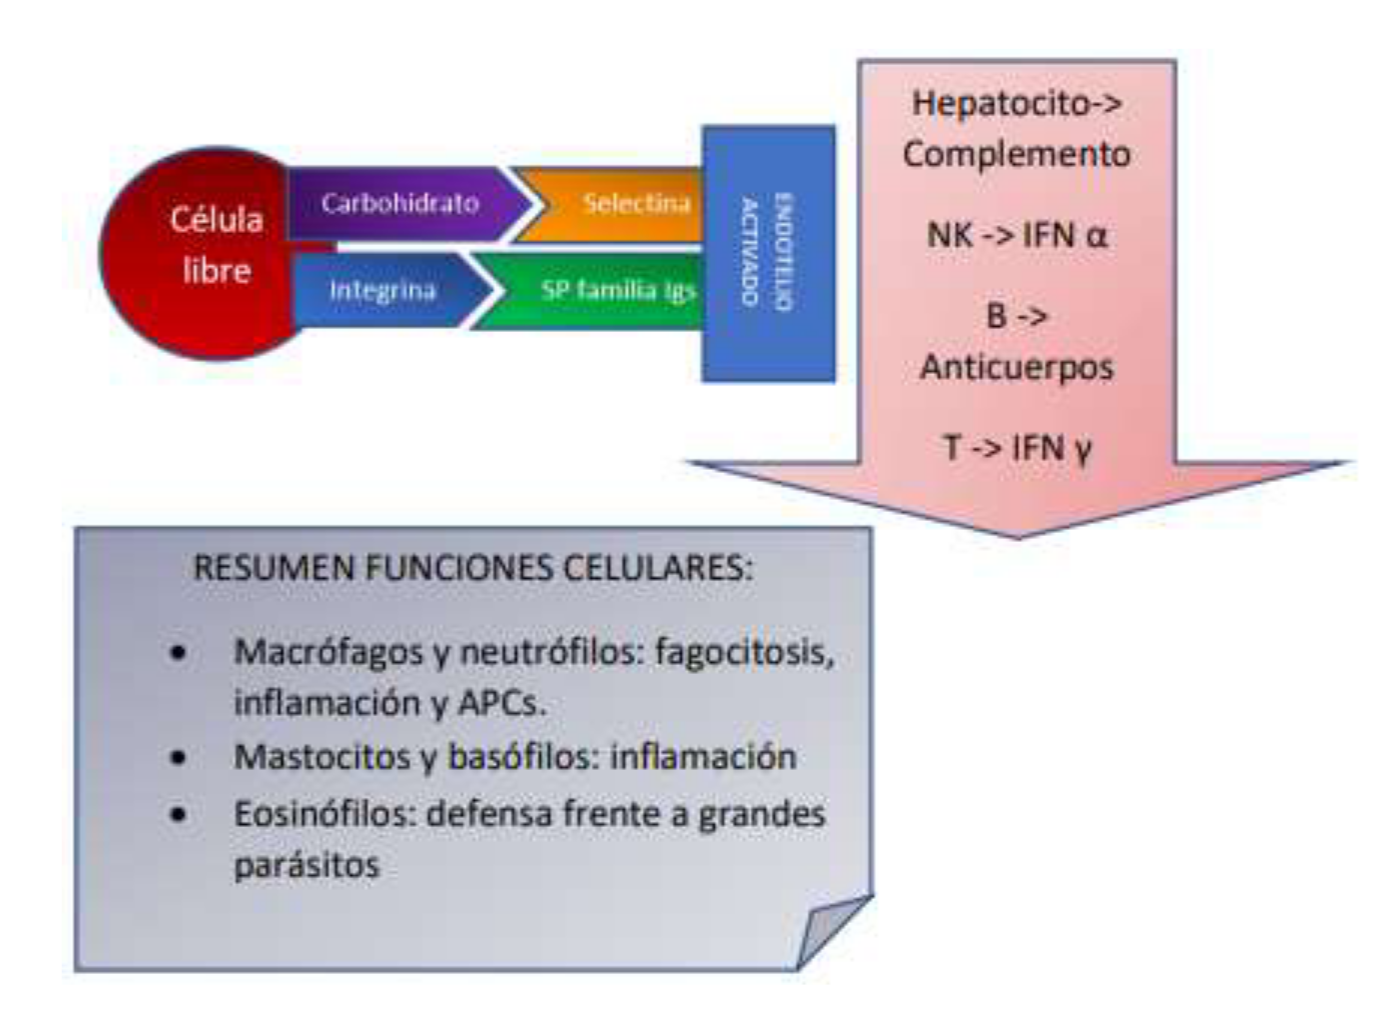 Célula
libre
Carbohidrato
Selectina
Integrina
SP familia Igs
ENDOTELIO
ACTIVADO
Hepatocito->
Complemento
NK -> IFN α
B ->
Anticuerpos
T -> IFN γ
RESUMEN FUNCIONES CELULARES:
• Macrófagos y neutrófilos: fagocitosis,
inflamación y APCs.
• Mastocitos y basófilos: inflamación
• Eosinófilos: defensa frente a grandes
parásitos